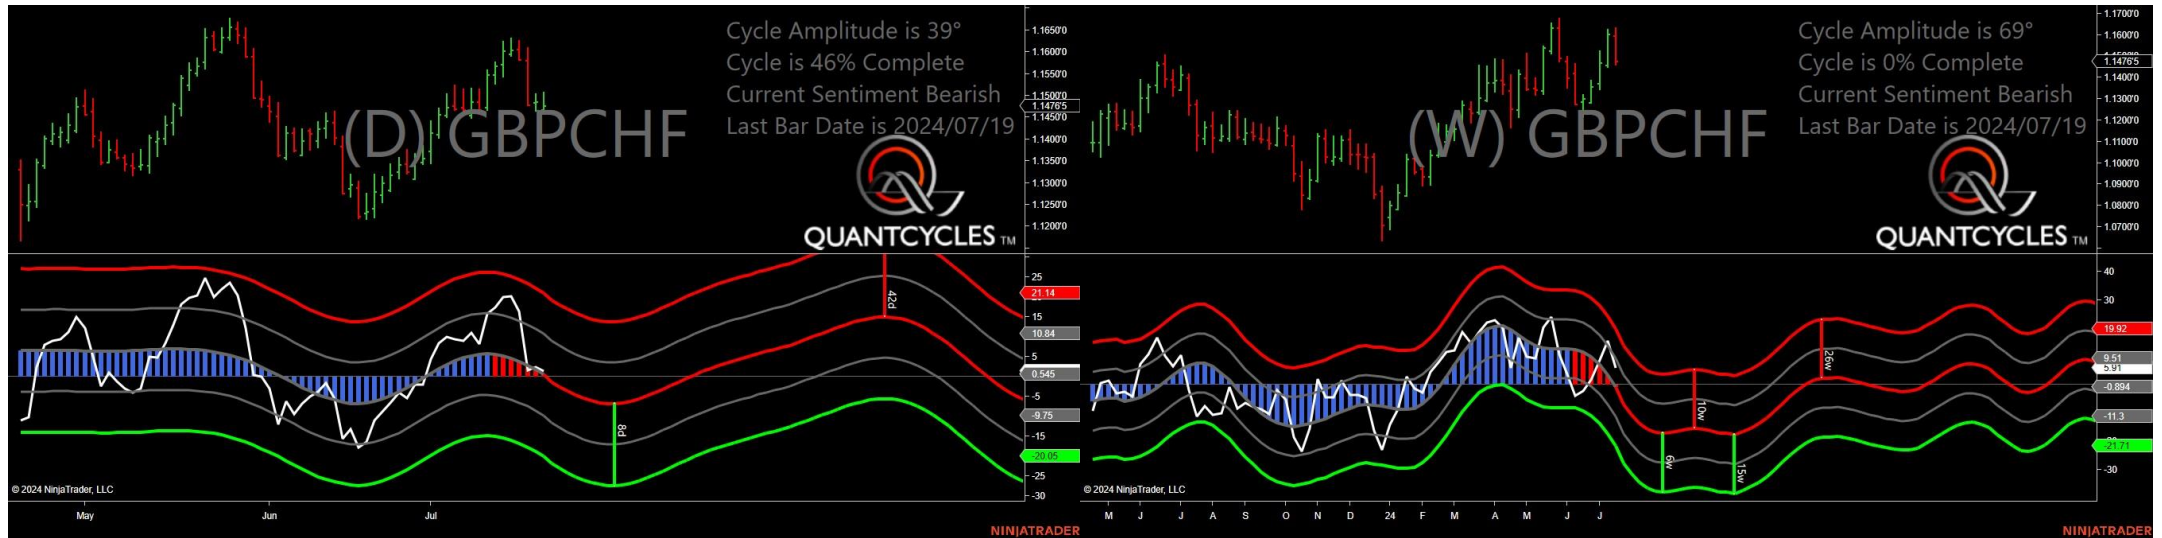 Cycle Amplitude is 39°
Cycle is 46% Complete
Current Sentiment Bearish
Last Bar Date is 2024/07/19
(D) GBPCHF
QUANTCYCLES TM
1.1650'0
1.1600'0
1.1550'0
1.1500'0
1.1476'5
1.1400'0
1.1350'0
1.1300'0
1.1250'0
1.1200'0
25
21.14
15
10.84
5
0.545
-5
-9.75
-15
-20.05
-25
-30
42d
8d
© 2024 NinjaTrader, LLC
May Jun Jul
NINJATRADER
Cycle Amplitude is 69°
Cycle is 0% Complete
Current Sentiment Bearish
Last Bar Date is 2024/07/19
(W) GBPCHF
QUANTCYCLES TM
1.1700'0
1.1600'0
1.1476'5
1.1400'0
1.1300'0
1.1200'0
1.1100'0
1.1000'0
1.0900'0
1.0800'0
1.0700'0
40
30
19.92
9.51
5.91
-0.894
-11.3
-21.71
-30
26w
10w
6w
15w
© 2024 NinjaTrader, LLC
M J J A S O N D 24 F M A M J J
NINJATRADER